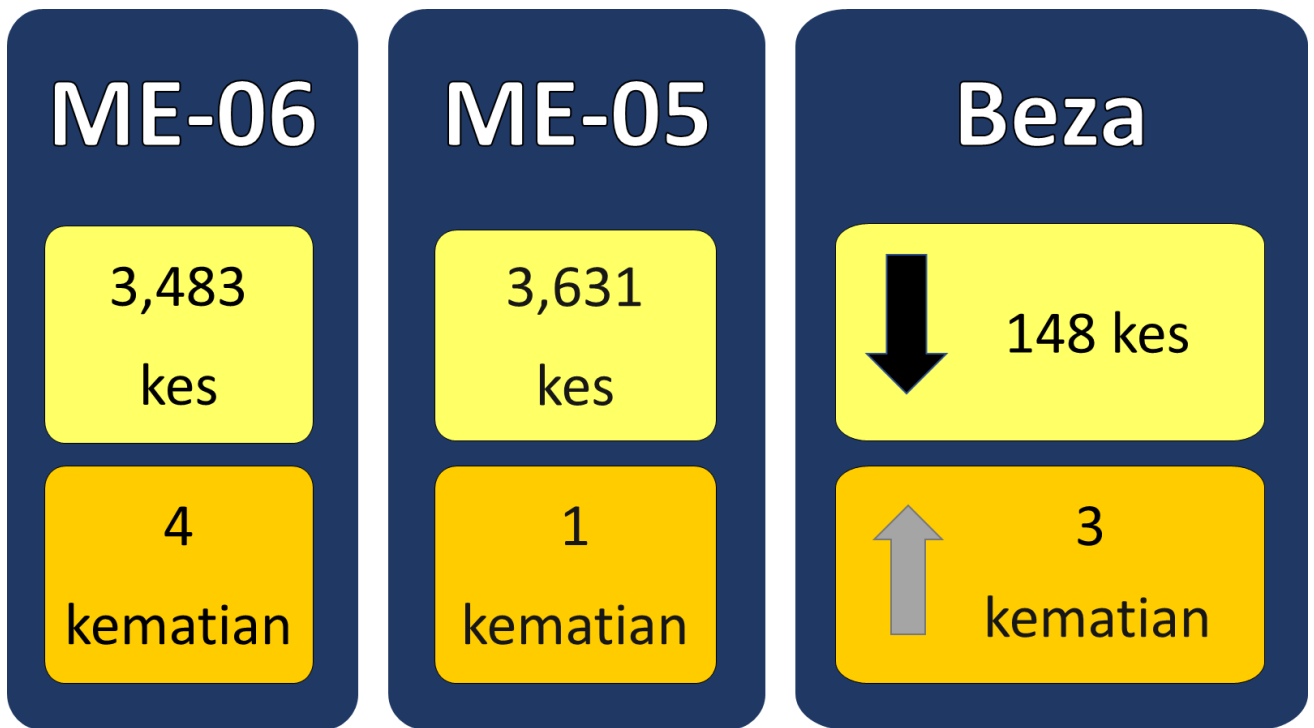 ME-06
3,483
kes
4
kematian
ME-05
3,631
kes
1
kematian
Beza
148 kes
3
kematian